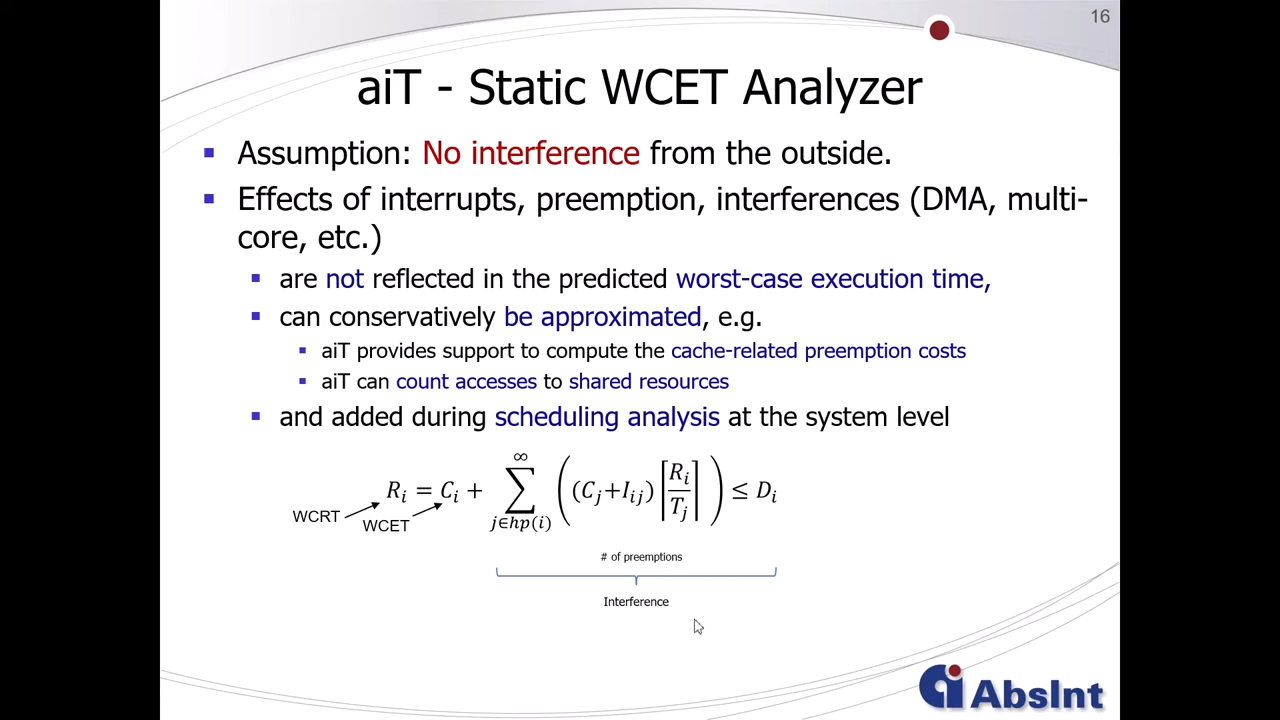 16
aiT - Static WCET Analyzer
Assumption: No interference from the outside.
Effects of interrupts, preemption, interferences (DMA, multi-
core, etc.)
are not reflected in the predicted worst-case execution time,
can conservatively be approximated, e.g.
aiT provides support to compute the cache-related preemption costs
aiT can count accesses to shared resources
and added during scheduling analysis at the system level
R_i = C_i + \sum_{j∈hp(i)}^{∞} ((C_j+I_{ij}) ⌈R_i/T_j⌉) ≤ D_i
WCRT
WCET
# of preemptions
Interference
AbsInt